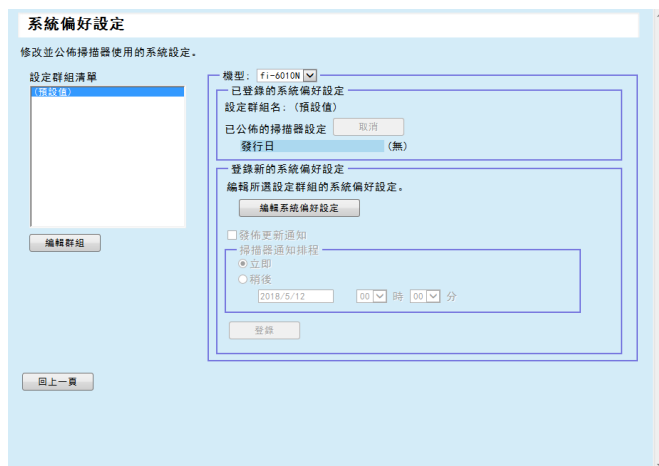 系統偏好設定
修改並公佈掃描器使用的系統設定。
設定群組清單
(預設值)
編輯群組
機型: fi-6010N
已登錄的系統偏好設定
設定群組名: (預設值)
已公佈的掃描器設定 取消
發行日 (無)
登錄新的系統偏好設定
編輯所選設定群組的系統偏好設定。
編輯系統偏好設定
發佈更新通知
掃描器通知排程
立即
稍後
2018/5/12 00 時 00 分
登錄
回上一頁